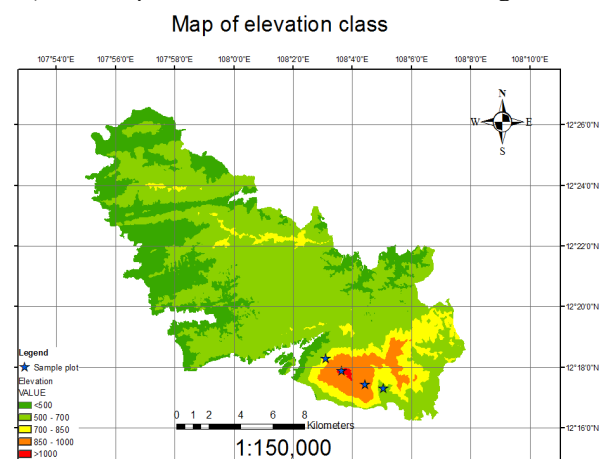 Map of elevation class
107°54'0"E 107°56'0"E 107°58'0"E 108°0'0"E 108°2'0"E 108°4'0"E 108°6'0"E 108°8'0"E 108°10'0"E
N
W E
S
12°26'0"N
12°24'0"N
12°22'0"N
12°20'0"N
12°18'0"N
12°16'0"N
Legend
Sample plot
Elevation
VALUE
<500
500 - 700
700 - 850
850 - 1000
>1000
0 1 2 4 6 8
Kilometers
1:150,000